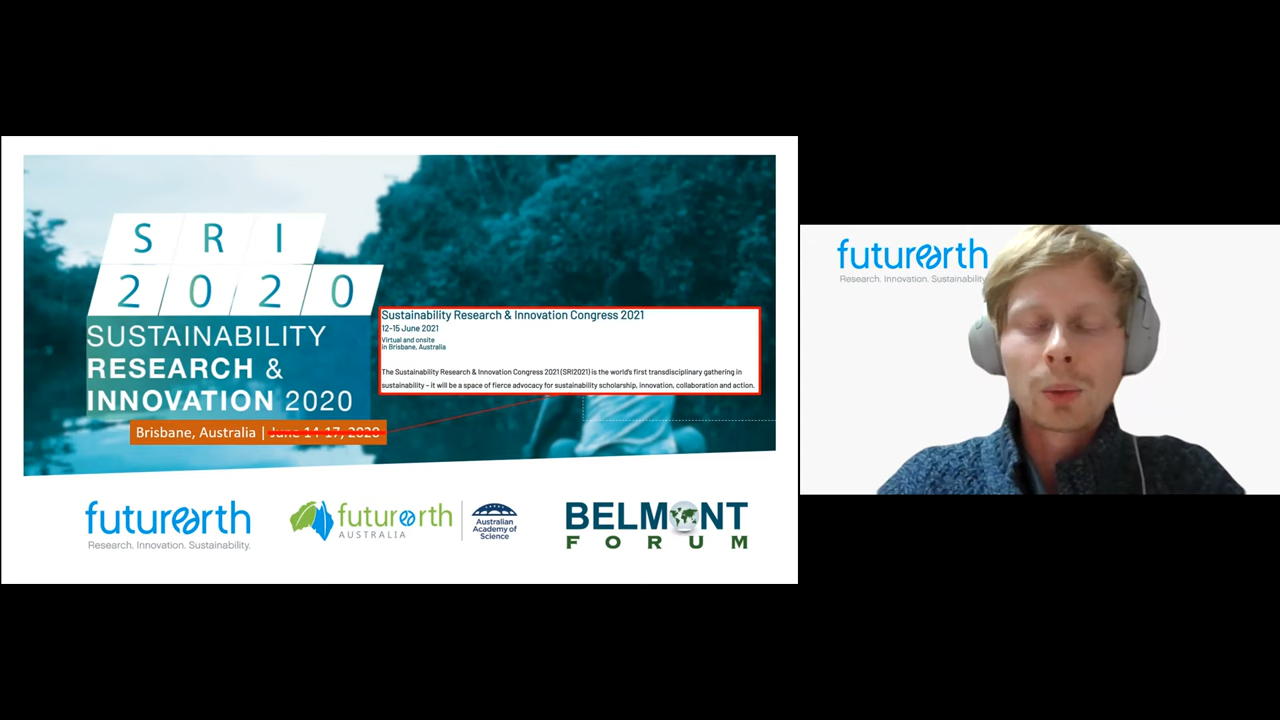 S R I
2 0 2 0
SUSTAINABILITY
RESEARCH &
INNOVATION 2020
Brisbane, Australia | June 14-17, 2020
Sustainability Research & Innovation Congress 2021
12-15 June 2021
Virtual and onsite
in Brisbane, Australia
The Sustainability Research & Innovation Congress 2021 (SRI2021) is the world's first transdisciplinary gathering in
sustainability – it will be a space of fierce advocacy for sustainability scholarship, innovation, collaboration and action.
futurearth
Research. Innovation. Sustainability.
futurearth
AUSTRALIA
Australian
Academy of
Science
BELMONT
FORUM
futurearth
Research. Innovation. Sustainability